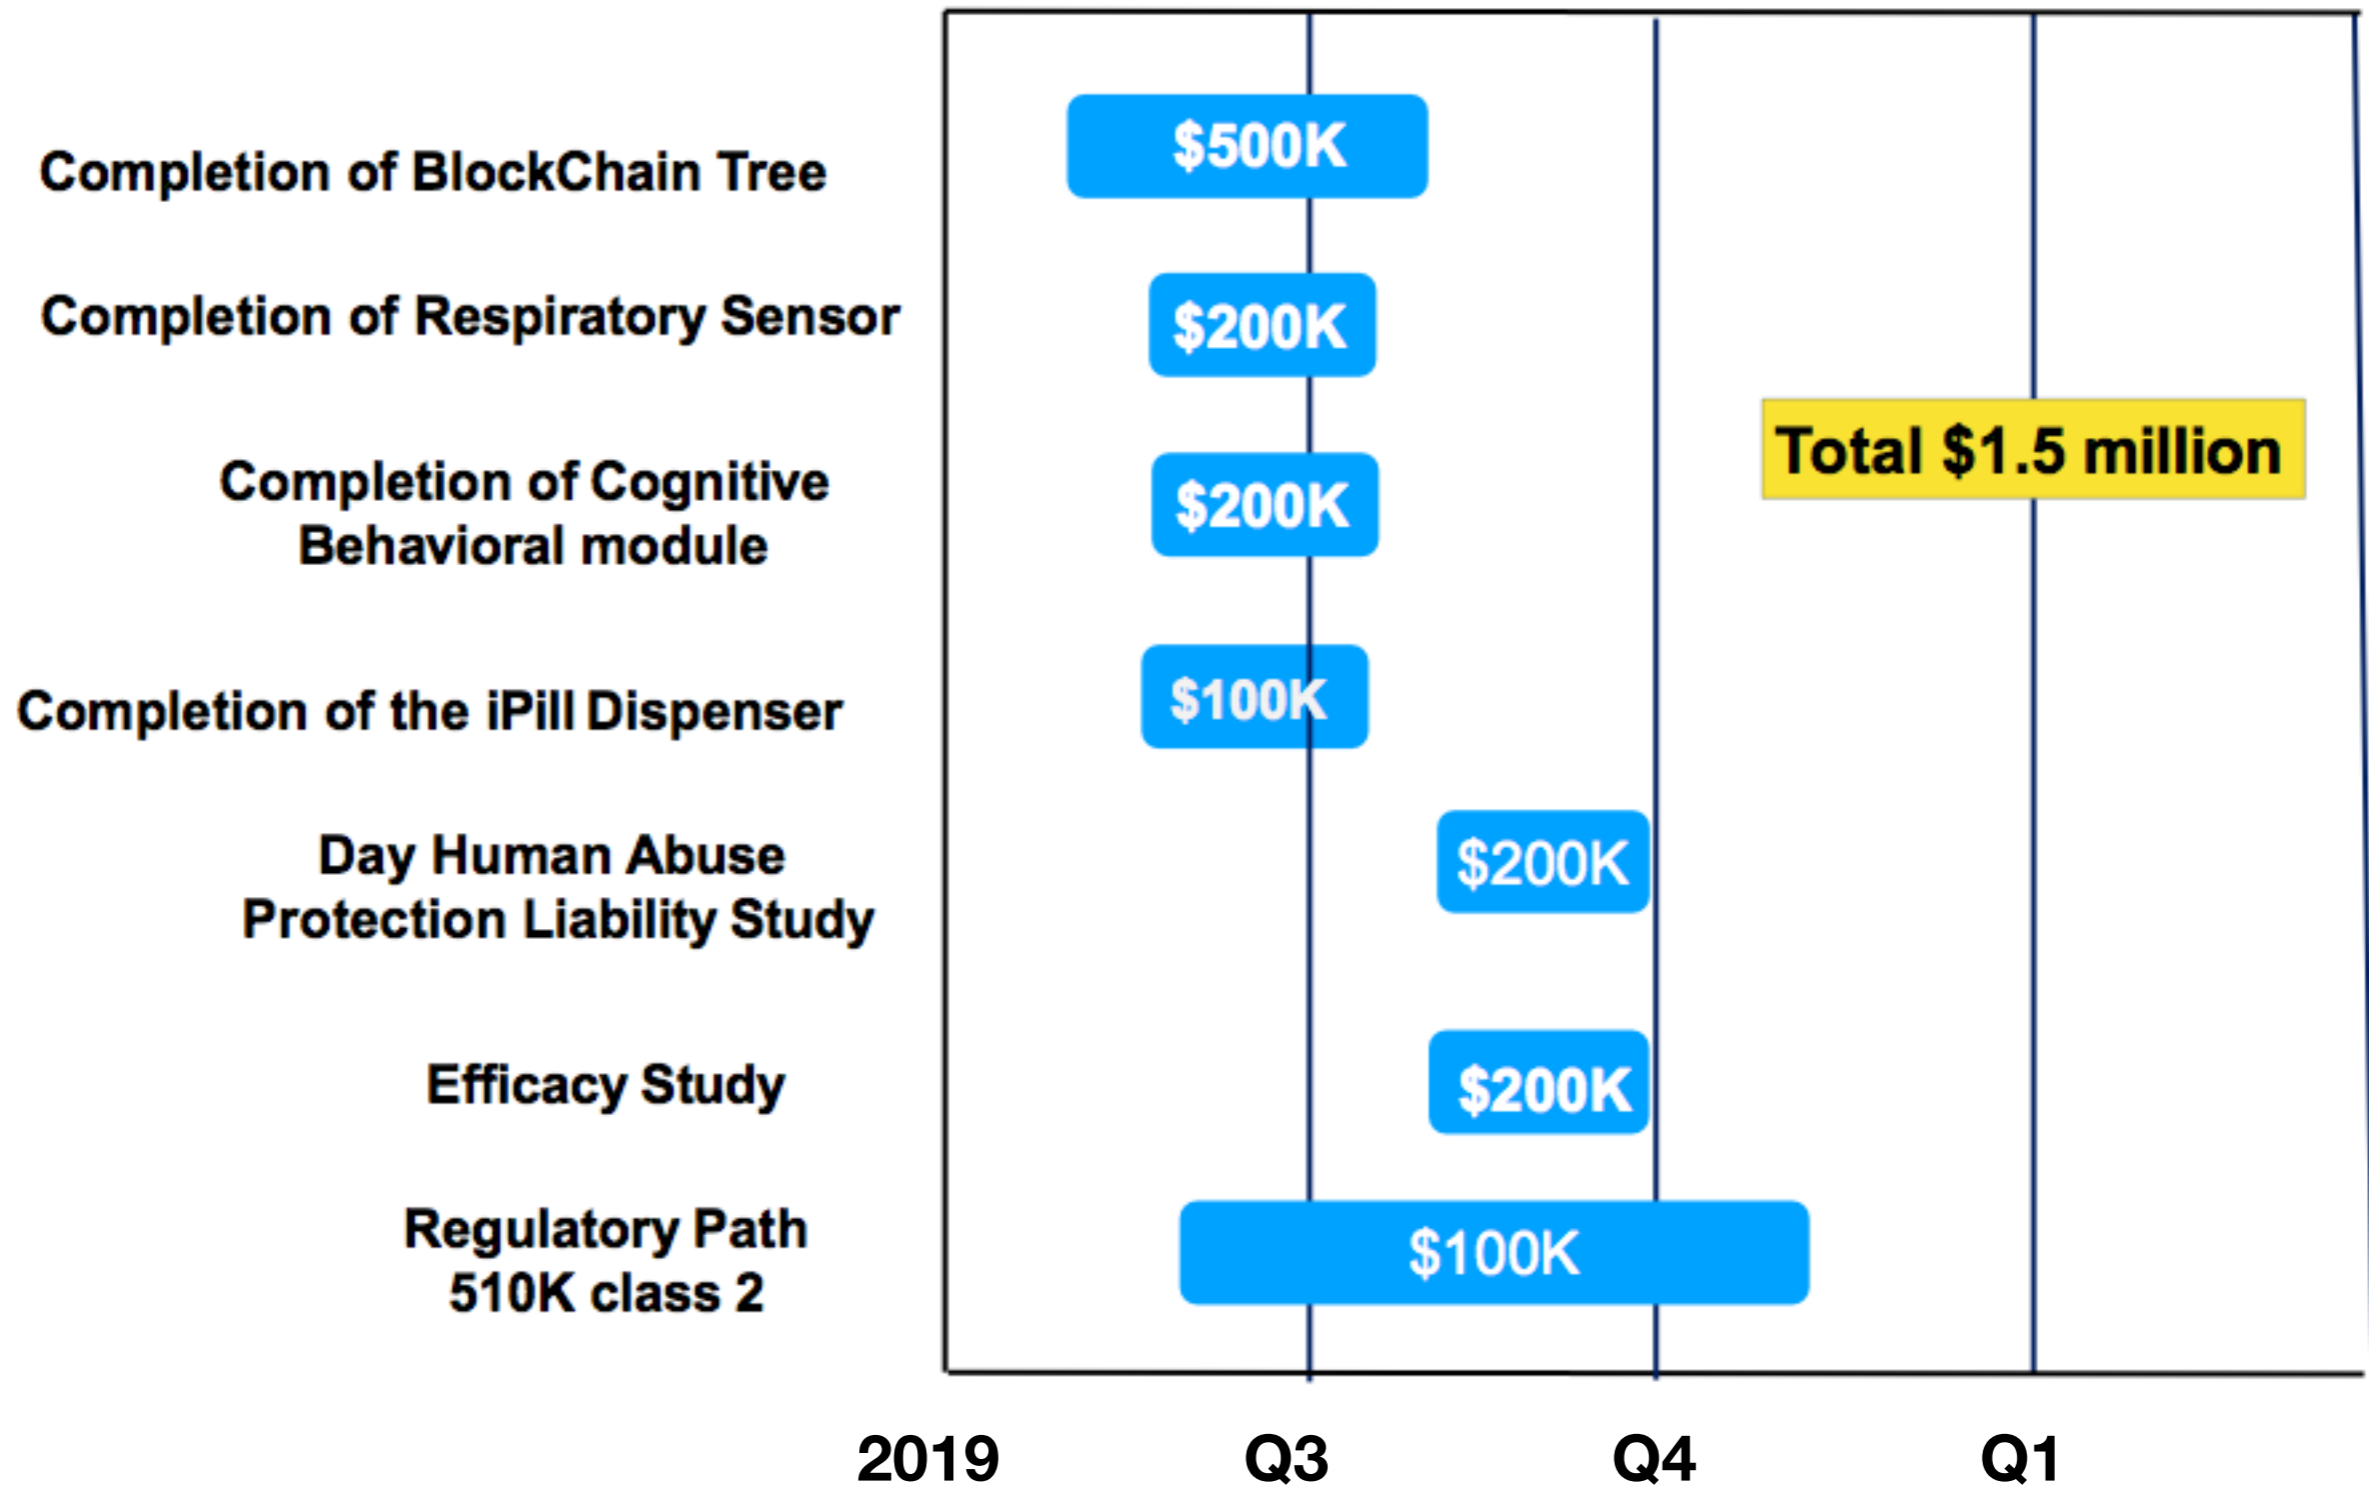 Completion of BlockChain Tree
$500K
Completion of Respiratory Sensor
$200K
Total $1.5 million
Completion of Cognitive
Behavioral module
$200K
Completion of the iPill Dispenser
$100K
Day Human Abuse
Protection Liability Study
$200K
Efficacy Study
$200K
Regulatory Path
510K class 2
$100K
2019 Q3 Q4 Q1